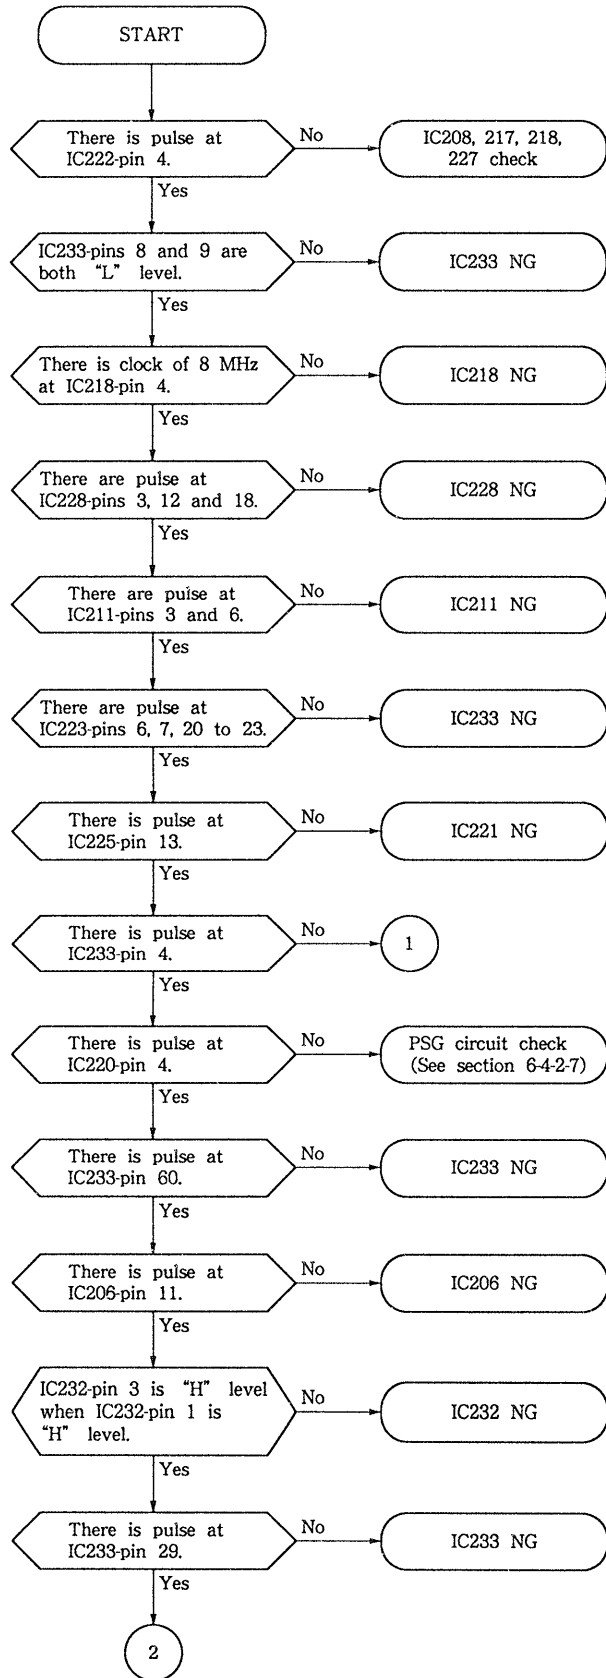 START
There is pulse at
IC222-pin 4.
No
IC208, 217, 218,
227 check
Yes
IC233-pins 8 and 9 are
both “L” level.
No
IC233 NG
Yes
There is clock of 8 MHz
at IC218-pin 4.
No
IC218 NG
Yes
There are pulse at
IC228-pins 3, 12 and 18.
No
IC228 NG
Yes
There are pulse at
IC211-pins 3 and 6.
No
IC211 NG
Yes
There are pulse at
IC223-pins 6, 7, 20 to 23.
No
IC233 NG
Yes
There is pulse at
IC225-pin 13.
No
IC221 NG
Yes
There is pulse at
IC233-pin 4.
No
1
Yes
There is pulse at
IC220-pin 4.
No
PSG circuit check
(See section 6-4-2-7)
Yes
There is pulse at
IC233-pin 60.
No
IC233 NG
Yes
There is pulse at
IC206-pin 11.
No
IC206 NG
Yes
IC232-pin 3 is “H” level
when IC232-pin 1 is
“H” level.
No
IC232 NG
Yes
There is pulse at
IC233-pin 29.
No
IC233 NG
Yes
2